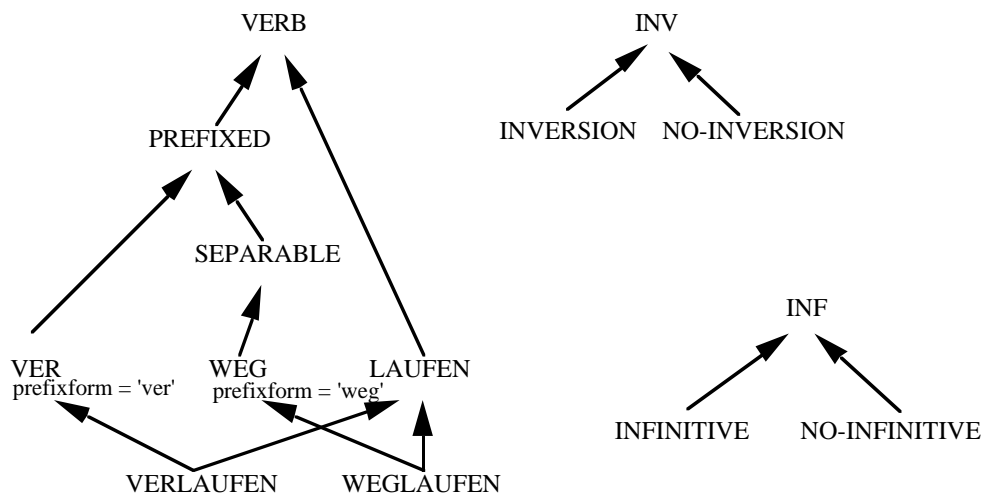 VERB INV
INVERSION NO-INVERSION
PREFIXED
SEPARABLE
INF
VER WEG LAUFEN
prefixform = 'ver' prefixform = 'weg'
INFINITIVE NO-INFINITIVE
VERLAUFEN WEGLAUFEN